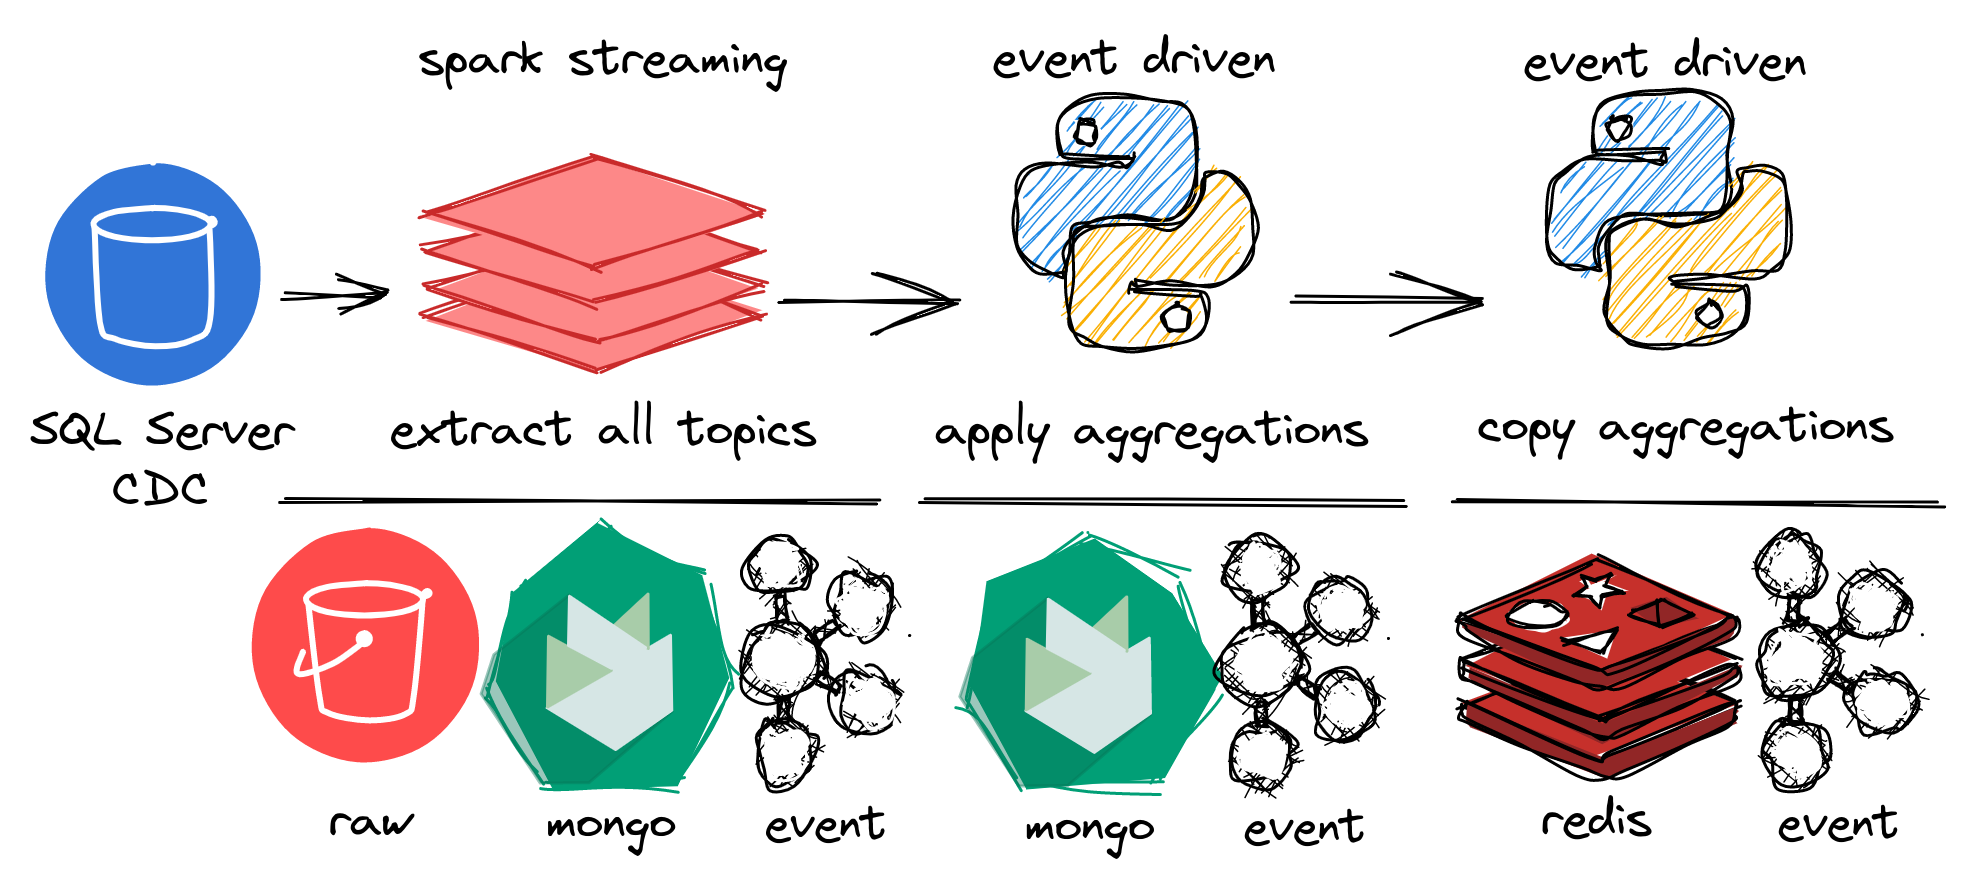 spark streaming
event driven
event driven
SQL Server
CDC
extract all topics
apply aggregations
copy aggregations
raw
mongo
event
mongo
event
redis
event